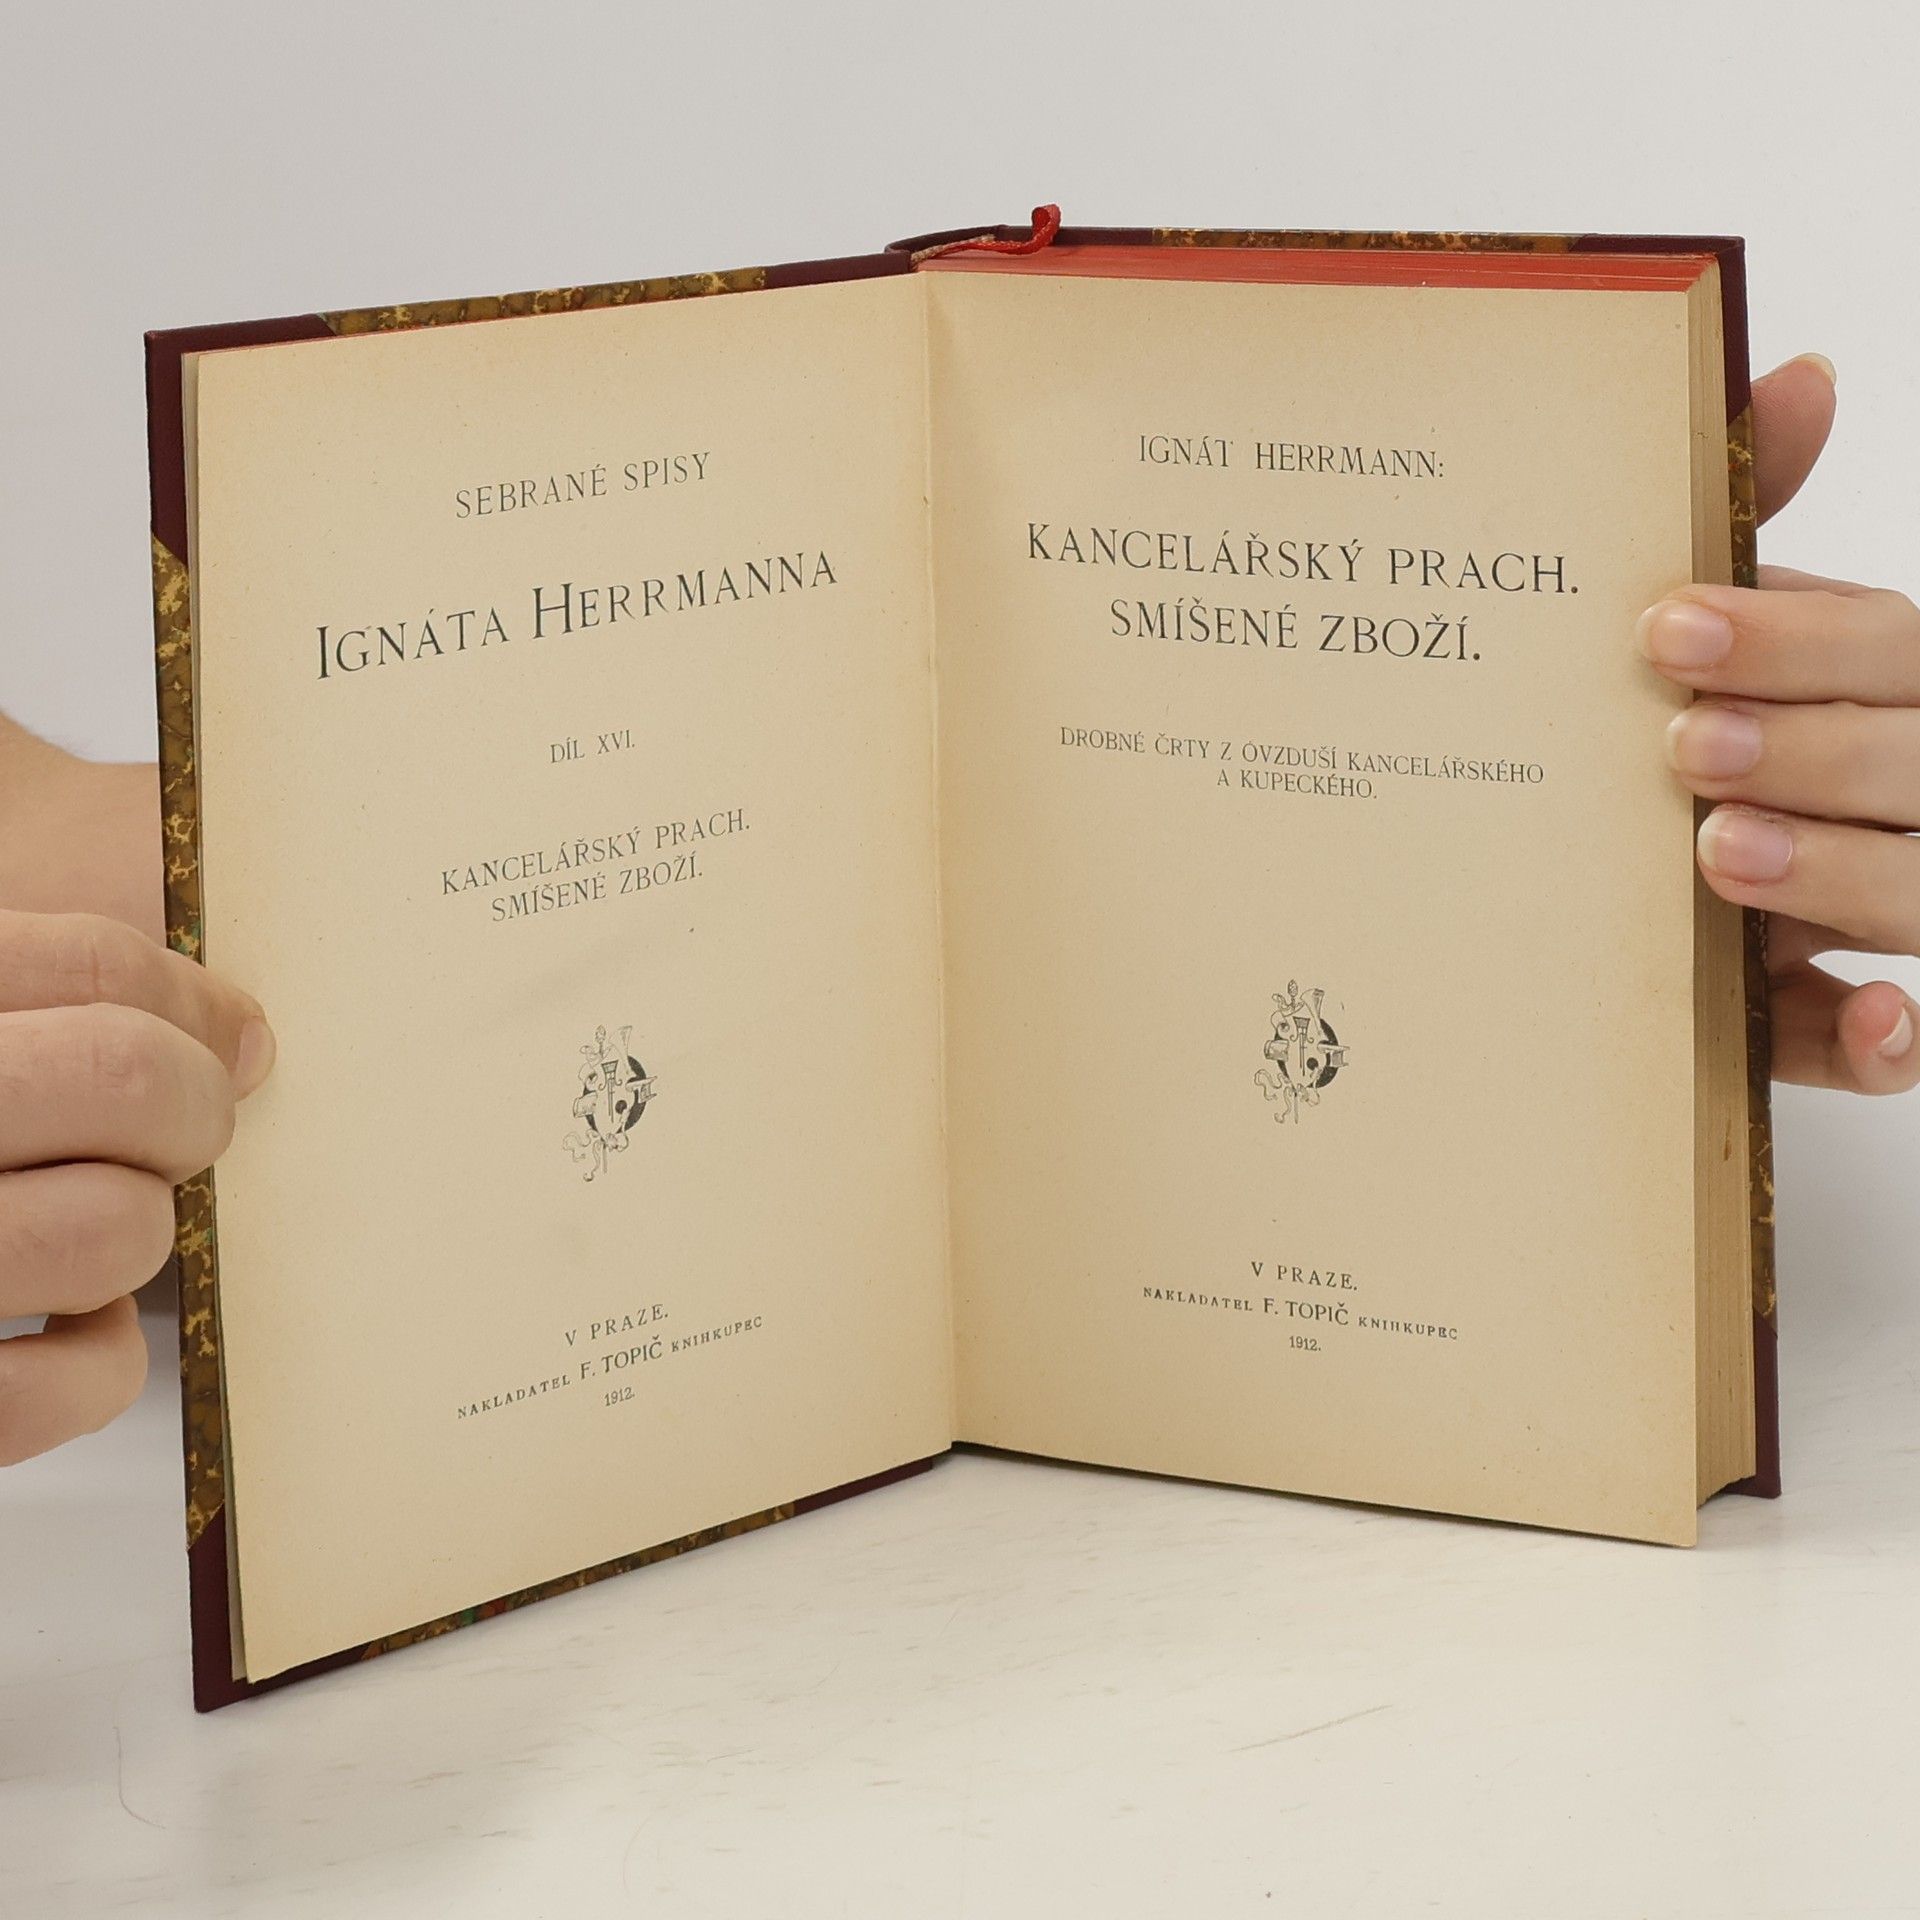 SEBRANÉ SPISY
IGNÁTA HERRMANNA
DÍL XVI.
KANCELÁŘSKÝ PRACH.
SMÍŠENÉ ZBOŽÍ.
V PRAZE.
NAKLADATEL F. TOPIČ KNIHKUPEC
1912.
IGNÁT HERRMANN:
KANCELÁŘSKÝ PRACH.
SMÍŠENÉ ZBOŽÍ.
DROBNÉ ČRTY Z OVZDUŠÍ KANCELÁŘSKÉHO
A KUPECKÉHO.
V PRAZE.
NAKLADATEL F. TOPIČ KNIHKUPEC
1912.